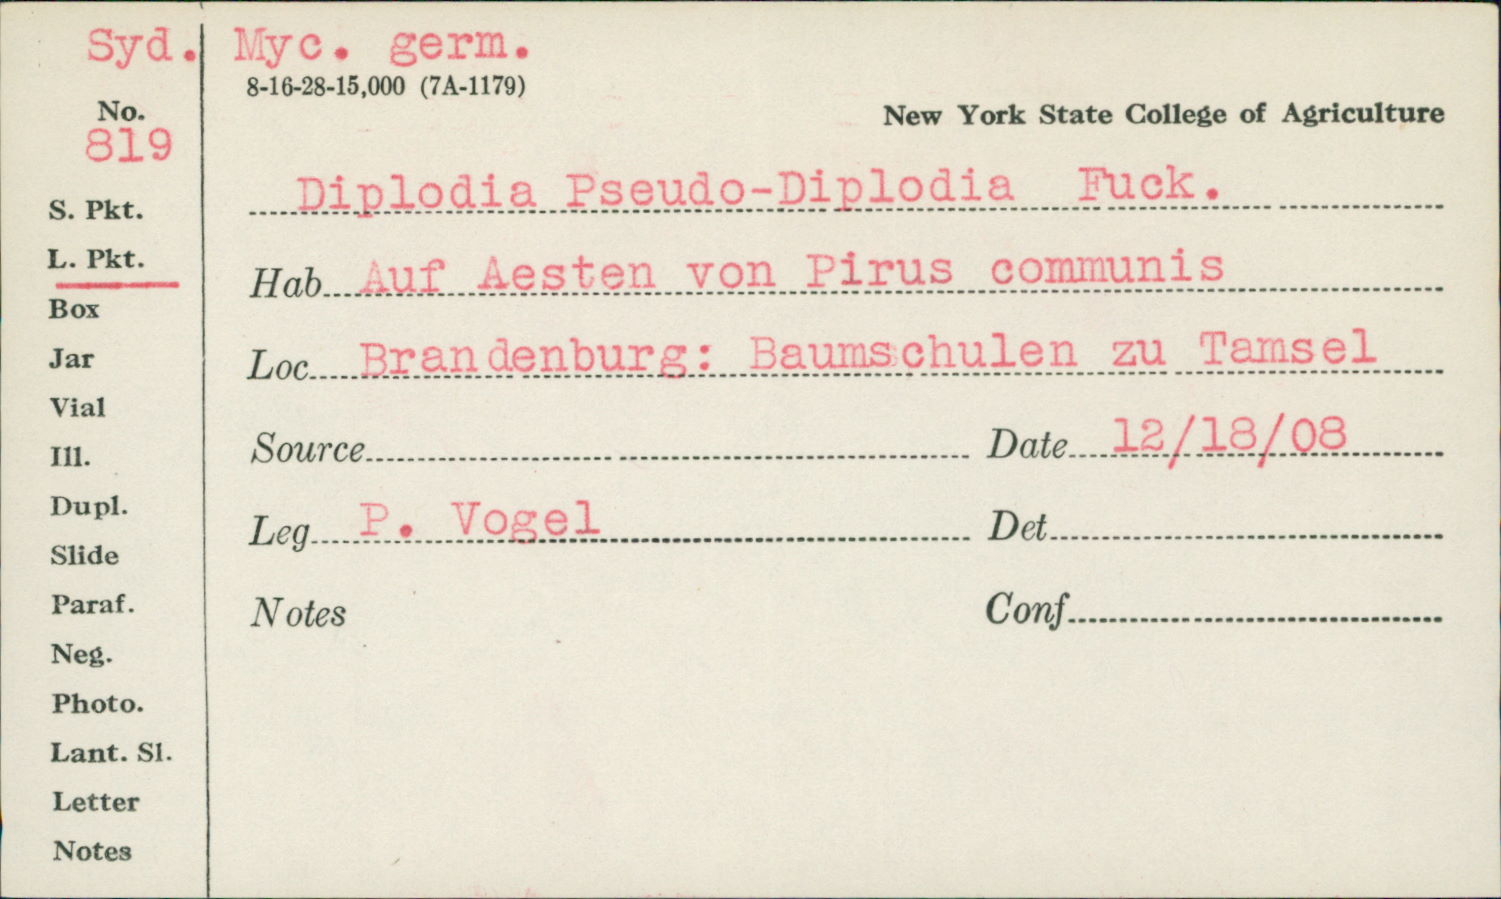 Syd. Myc. germ.
8-16-28-15,000 (7A-1179)
New York State College of Agriculture
No.
819
S. Pkt.
L. Pkt.
Box
Jar
Vial
Ill.
Dupl.
Slide
Paraf.
Neg.
Photo.
Lant. Sl.
Letter
Notes
Diplodia Pseudo-Diplodia Fuck.
Hab Auf Aesten von Pirus communis
Loc Brandenburg: Baumschulen zu Tamsel
Source Date 12/18/08
Leg P. Vogel Det
Notes Conf